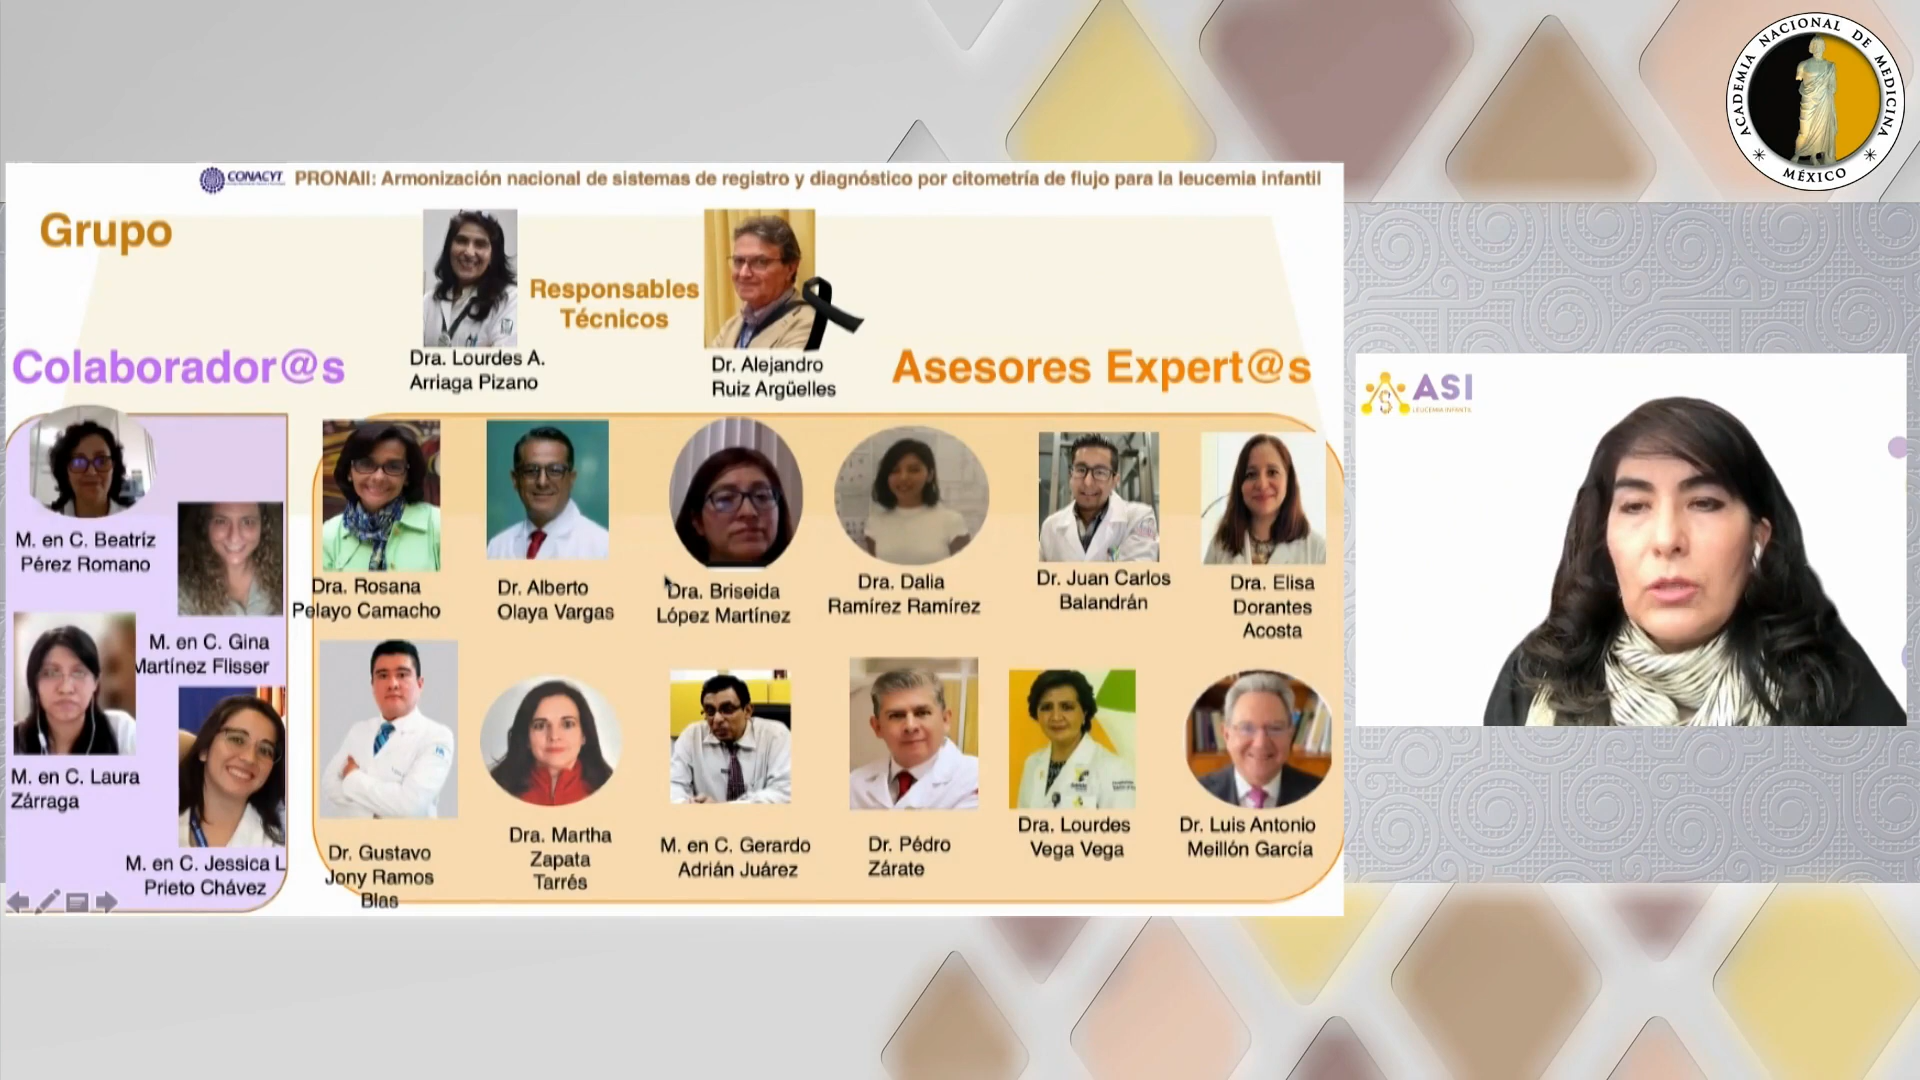 ACADEMIA NACIONAL DE MEDICINA
MÉXICO
CONACYT
PRONAII: Armonización nacional de sistemas de registro y diagnóstico por citometría de flujo para la leucemia infantil
Grupo
Responsables
Técnicos
Dra. Lourdes A.
Arriaga Pizano
Dr. Alejandro
Ruiz Argüelles
Colaborador@s
Asesores Expert@s
M. en C. Beatríz
Pérez Romano
M. en C. Gina
Martínez Flisser
M. en C. Laura
Zárraga
M. en C. Jessica L
Prieto Chávez
Dra. Rosana
Pelayo Camacho
Dr. Alberto
Olaya Vargas
Dra. Briseida
López Martínez
Dra. Dalia
Ramírez Ramírez
Dr. Juan Carlos
Balandrán
Dra. Elisa
Dorantes
Acosta
Dr. Gustavo
Jony Ramos
Blas
Dra. Martha
Zapata
Tarrés
M. en C. Gerardo
Adrián Juárez
Dr. Pédro
Zárate
Dra. Lourdes
Vega Vega
Dr. Luis Antonio
Meillón García
ASI
LEUCEMIA INFANTIL